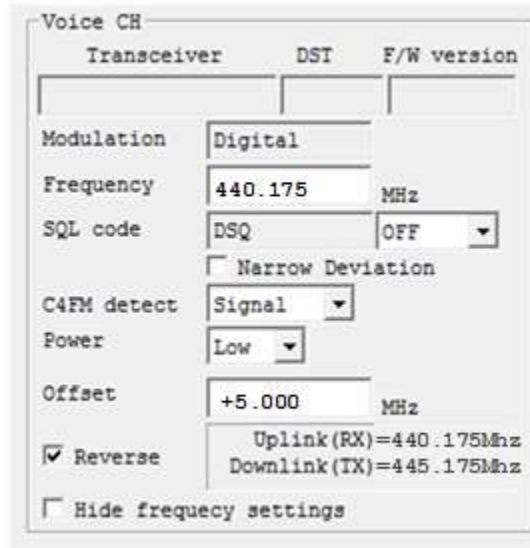 Voice CH
Transceiver DST F/W version
Modulation Digital
Frequency 440.175 MHz
SQL code DSQ OFF
Narrow Deviation
C4FM detect Signal
Power Low
Offset +5.000 MHz
Uplink(RX)=440.175Mhz
Reverse Downlink(TX)=445.175Mhz
Hide frequecy settings